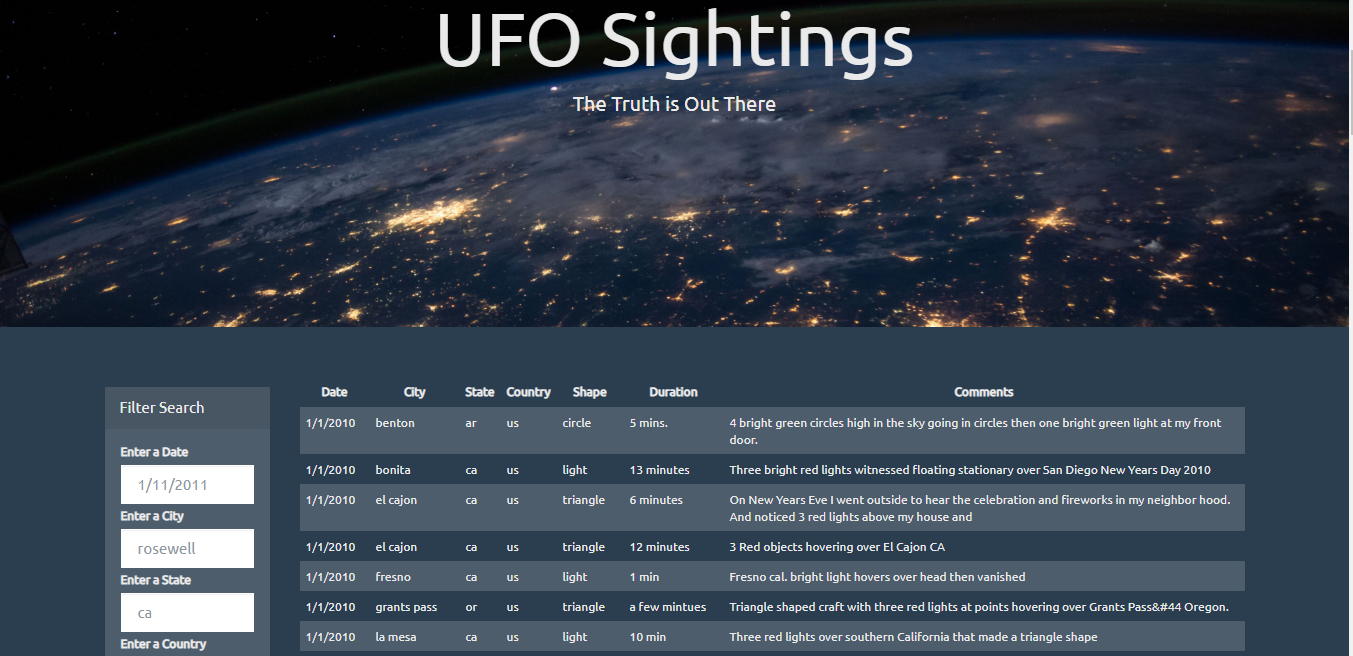 UFO Sightings
The Truth is Out There
Filter Search
Enter a Date
1/11/2011
Enter a City
rosewell
Enter a State
ca
Enter a Country
Date City State Country Shape Duration Comments
1/1/2010 benton ar us circle 5 mins. 4 bright green circles high in the sky going in circles then one bright green light at my front
door.
1/1/2010 bonita ca us light 13 minutes Three bright red lights witnessed floating stationary over San Diego New Years Day 2010
1/1/2010 el cajon ca us triangle 6 minutes On New Years Eve I went outside to hear the celebration and fireworks in my neighbor hood.
And noticed 3 red lights above my house and
1/1/2010 el cajon ca us triangle 12 minutes 3 Red objects hovering over El Cajon CA
1/1/2010 fresno ca us light 1 min Fresno cal. bright light hovers over head then vanished
1/1/2010 grants pass or us triangle a few mintues Triangle shaped craft with three red lights at points hovering over Grants Pass&#44 Oregon.
1/1/2010 la mesa ca us light 10 min Three red lights over southern California that made a triangle shape